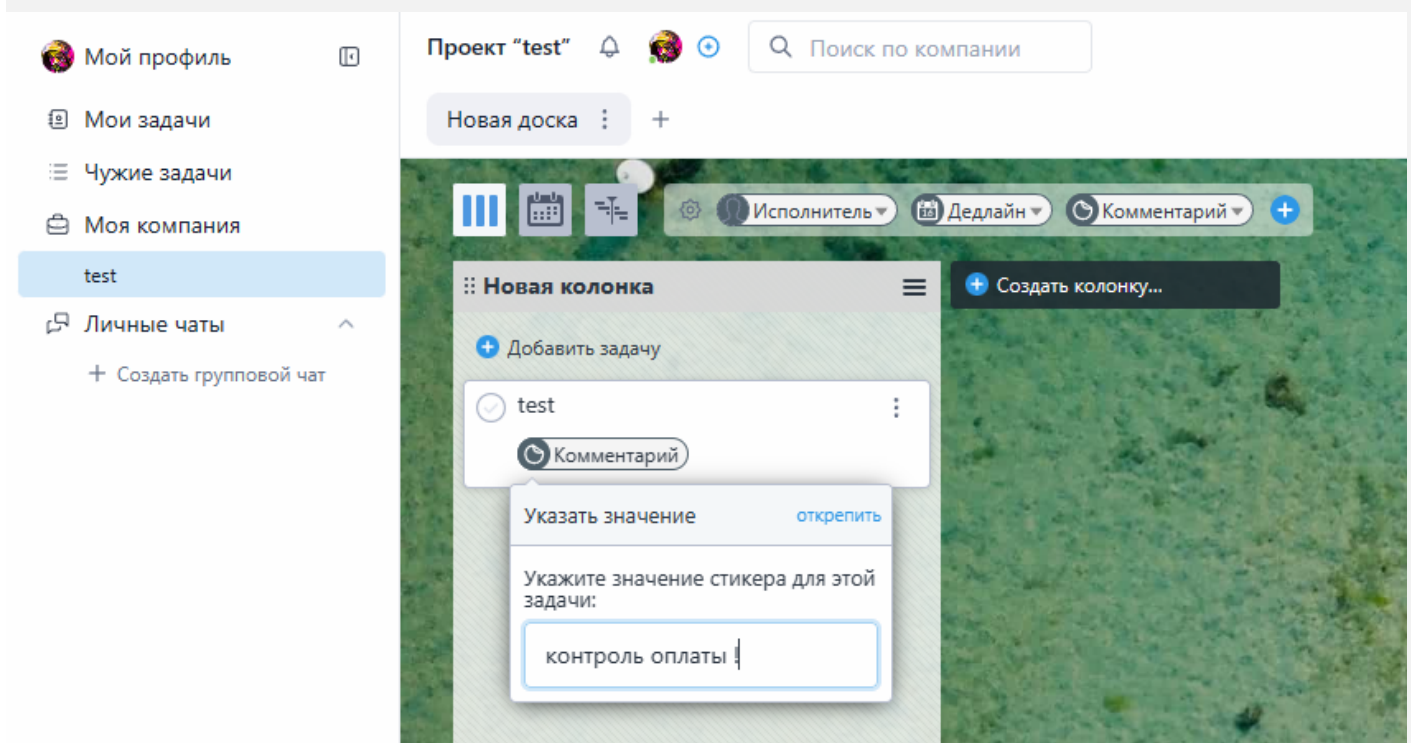 Мой профиль
Мои задачи
Чужие задачи
Моя компания
test
Личные чаты
+ Создать групповой чат
Проект “test”
Поиск по компании
Новая доска
Исполнитель
16 Дедлайн
Комментарий
Новая колонка
Создать колонку...
Добавить задачу
test
Комментарий
Указать значение открепить
Укажите значение стикера для этой
задачи:
контроль оплаты !